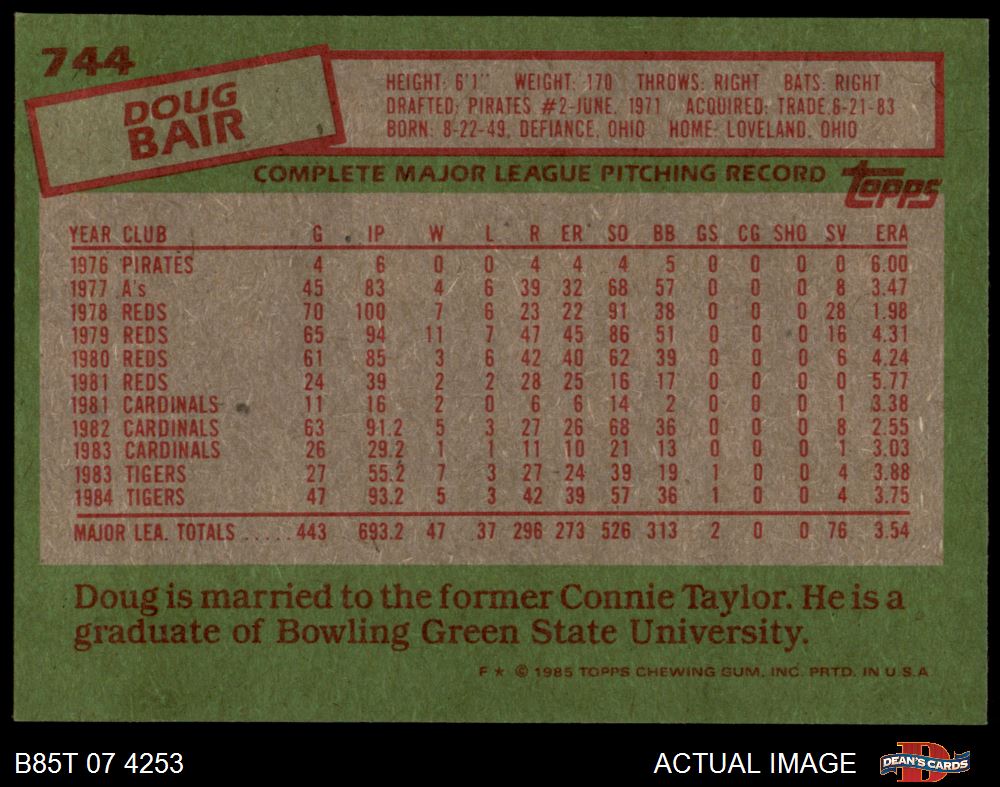 744
DOUG
BAIR
HEIGHT: 6'1" WEIGHT: 170 THROWS: RIGHT BATS: RIGHT
DRAFTED: PIRATES #2-JUNE, 1971 ACQUIRED: TRADE,6-21-83
BORN: 8-22-49, DEFIANCE, OHIO HOME: LOVELAND, OHIO
COMPLETE MAJOR LEAGUE PITCHING RECORD topps
YEAR CLUB G IP W L R ER SO BB GS CG SHO SV ERA
1976 PIRATES 4 6 0 0 4 4 4 5 0 0 0 0 6.00
1977 A's 45 83 4 6 39 32 68 57 0 0 0 8 3.47
1978 REDS 70 100 7 6 23 22 91 38 0 0 0 28 1.98
1979 REDS 65 94 11 7 47 45 86 51 0 0 0 16 4.31
1980 REDS 61 85 3 6 42 40 62 39 0 0 0 6 4.24
1981 REDS 24 39 2 2 28 25 16 17 0 0 0 0 5.77
1981 CARDINALS 11 16 2 0 6 6 14 2 0 0 0 1 3.38
1982 CARDINALS 63 91.2 5 3 27 26 68 36 0 0 0 8 2.55
1983 CARDINALS 26 29.2 1 1 11 10 21 13 0 0 0 1 3.03
1983 TIGERS 27 55.2 7 3 27 24 39 19 1 0 0 4 3.88
1984 TIGERS 47 93.2 5 3 42 39 57 36 1 0 0 4 3.75
MAJOR LEA. TOTALS .....443 693.2 47 37 296 273 526 313 2 0 0 76 3.54
Doug is married to the former Connie Taylor. He is a
graduate of Bowling Green State University.
F ★ © 1985 TOPPS CHEWING GUM, INC. PRTD. IN U.S.A
B85T 07 4253 ACTUAL IMAGE D DEAN'S CARDS